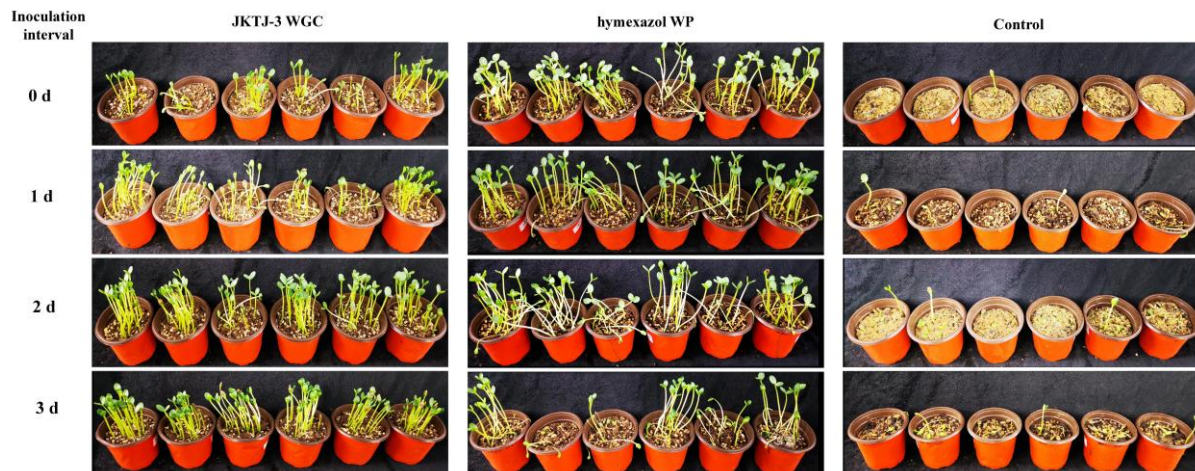 Inoculation
interval
JKTJ-3 WGC
hymexazol WP
Control
0 d
1 d
2 d
3 d